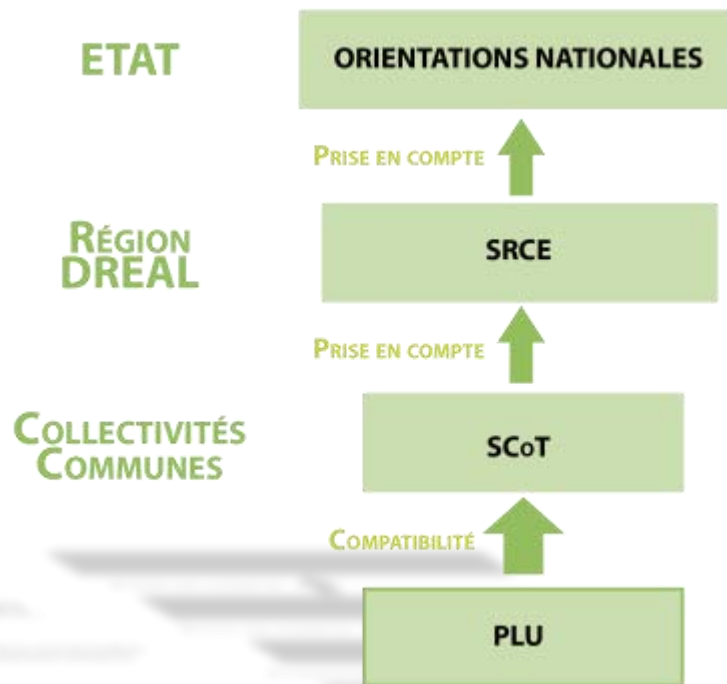 ETAT
ORIENTATIONS NATIONALES
PRISE EN COMPTE
RÉGION
DREAL
SRCE
PRISE EN COMPTE
COLLECTIVITÉS
COMMUNES
SCoT
COMPATIBILITÉ
PLU